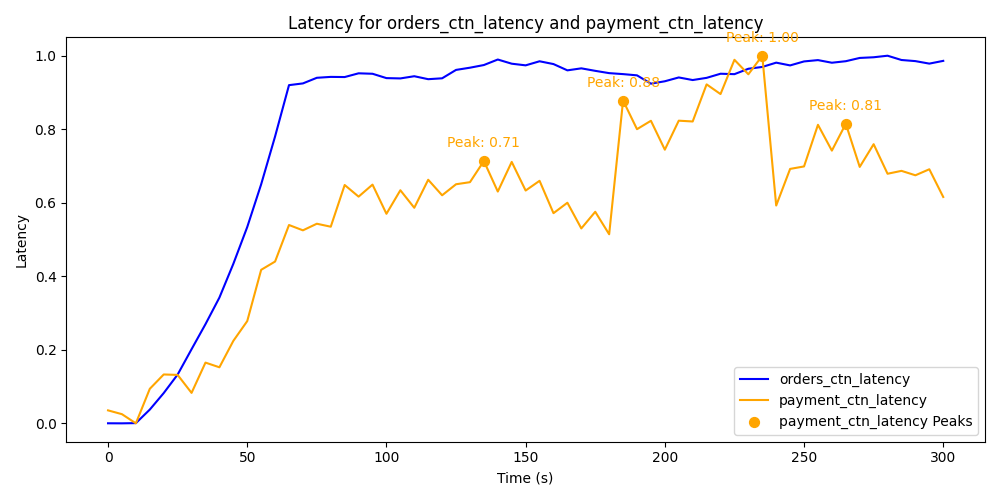 Latency for orders_ctn_latency and payment_ctn_latency
Peak: 1.00
Peak: 0.88
Peak: 0.81
Peak: 0.71
Latency
1.0
0.8
0.6
0.4
0.2
0.0
orders_ctn_latency
payment_ctn_latency
payment_ctn_latency Peaks
0 50 100 150 200 250 300
Time (s)